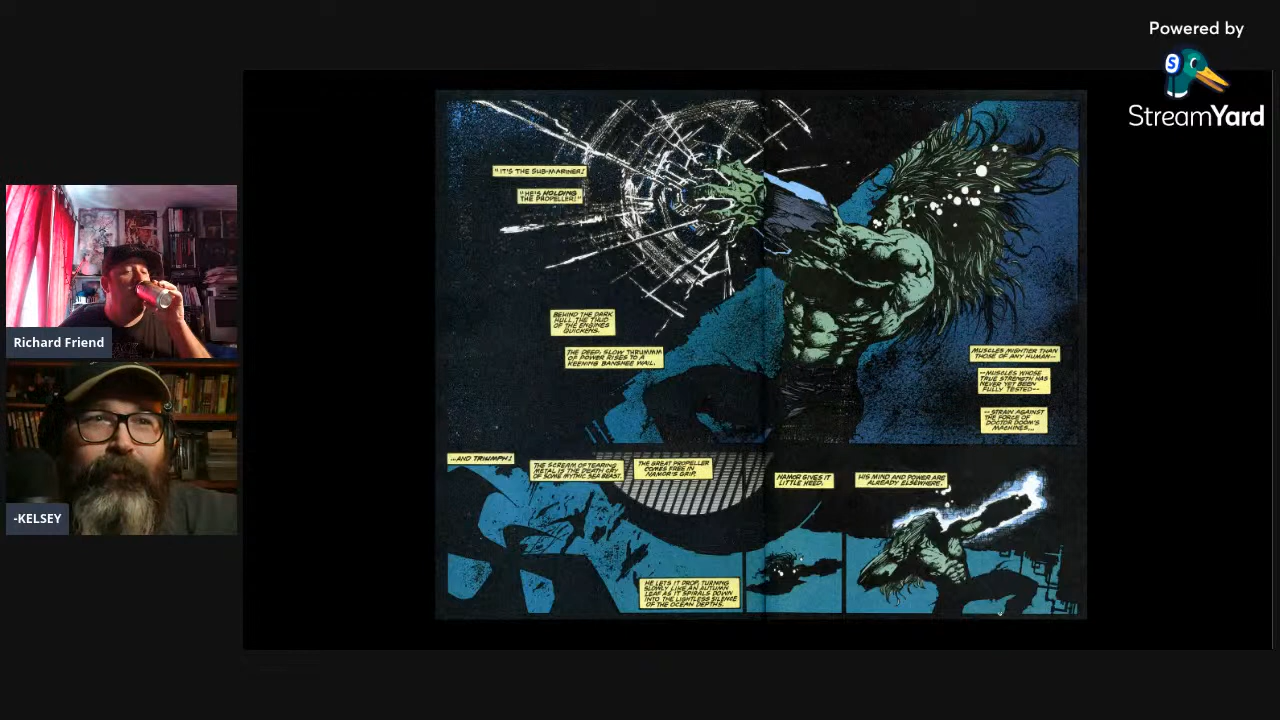 Powered by
StreamYard
"IT'S THE SUB-MARINER!
"HE'S HOLDING
THE PROPELLER!"
BEHIND THE DARK
HULL, THE THUD
OF THE ENGINES
QUICKENS.
THE DEEP, SLOW THRUMMM
OF POWER RISES TO A
KEENING BANSHEE WAIL.
MUSCLES MIGHTIER THAN
THOSE OF ANY HUMAN--
--MUSCLES WHOSE
TRUE STRENGTH HAS
NEVER YET BEEN
FULLY TESTED--
--STRAIN AGAINST
THE FORCE OF
DOCTOR DOOM'S
MACHINES...
...AND TRIUMPH!
THE SCREAM OF TEARING
METAL IS THE DEATH CRY
OF SOME MYTHIC SEA BEAST.
THE GREAT PROPELLER
COMES FREE IN
NAMOR'S GRIP.
HE LETS IT DROP, TURNING
SLOWLY LIKE AN AUTUMN
LEAF AS IT SPIRALS DOWN
INTO THE LIGHTLESS SILENCE
OF THE OCEAN DEPTHS.
NAMOR GIVES IT
LITTLE HEED.
HIS MIND AND POWER ARE
ALREADY ELSEWHERE.
Richard Friend
-KELSEY